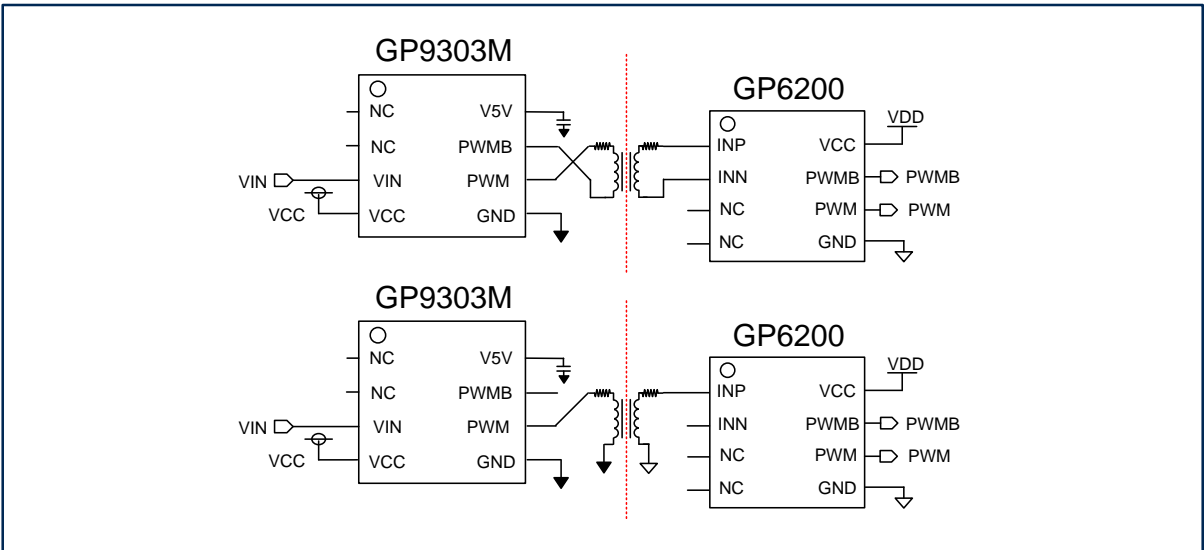 GP9303M
NC
NC
VIN
VCC
V5V
PWMB
PWM
GND
VIN
VCC
GP6200
INP
INN
NC
NC
VCC
PWMB
PWM
GND
VDD
PWMB
PWM
GP9303M
NC
NC
VIN
VCC
V5V
PWMB
PWM
GND
VIN
VCC
GP6200
INP
INN
NC
NC
VCC
PWMB
PWM
GND
VDD
PWMB
PWM